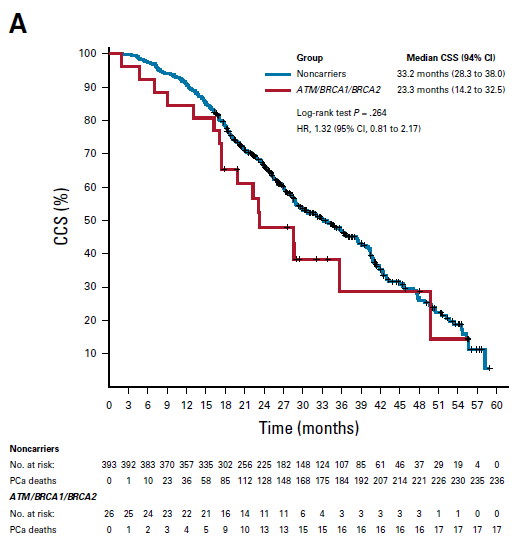 A
Group Median CSS (94% CI)
Noncarriers 33.2 months (28.3 to 38.0)
ATM/BRCA1/BRCA2 23.3 months (14.2 to 32.5)
Log-rank test P = .264
HR, 1.32 (95% CI, 0.81 to 2.17)
CCS (%)
100
90
80
70
60
50
40
30
20
10
0 3 6 9 12 15 18 21 24 27 30 33 36 39 42 45 48 51 54 57 60
Time (months)
Noncarriers
No. at risk: 393 392 383 370 357 335 302 256 225 182 148 124 107 85 61 46 37 29 19 4 0
PCa deaths 0 1 10 23 36 58 85 112 128 148 168 175 184 192 207 214 221 226 230 235 236
ATM/BRCA1/BRCA2
No. at risk: 26 25 24 23 22 21 16 14 11 11 6 4 3 3 3 3 3 1 1 0 0
PCa deaths 0 1 2 3 4 5 9 10 13 13 15 15 16 16 16 16 16 17 17 17 17